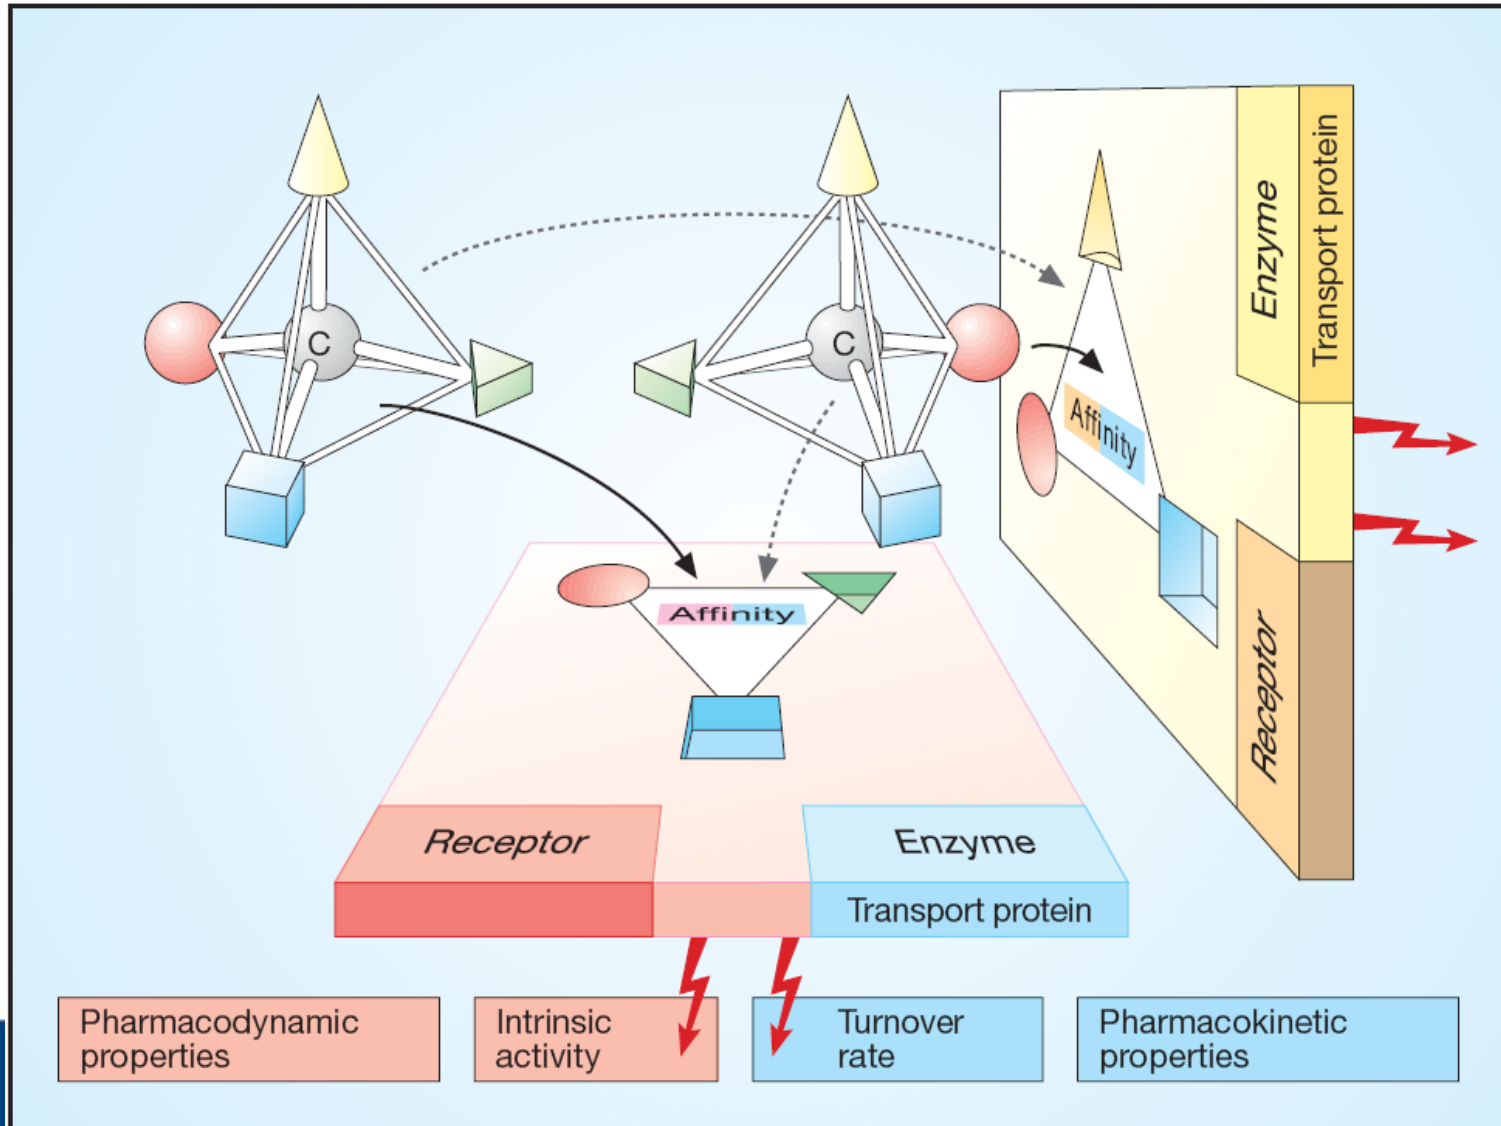 C
C
Affinity
Enzyme
Transport protein
Receptor
Affinity
Receptor
Enzyme
Transport protein
Pharmacodynamic
properties
Intrinsic
activity
Turnover
rate
Pharmacokinetic
properties